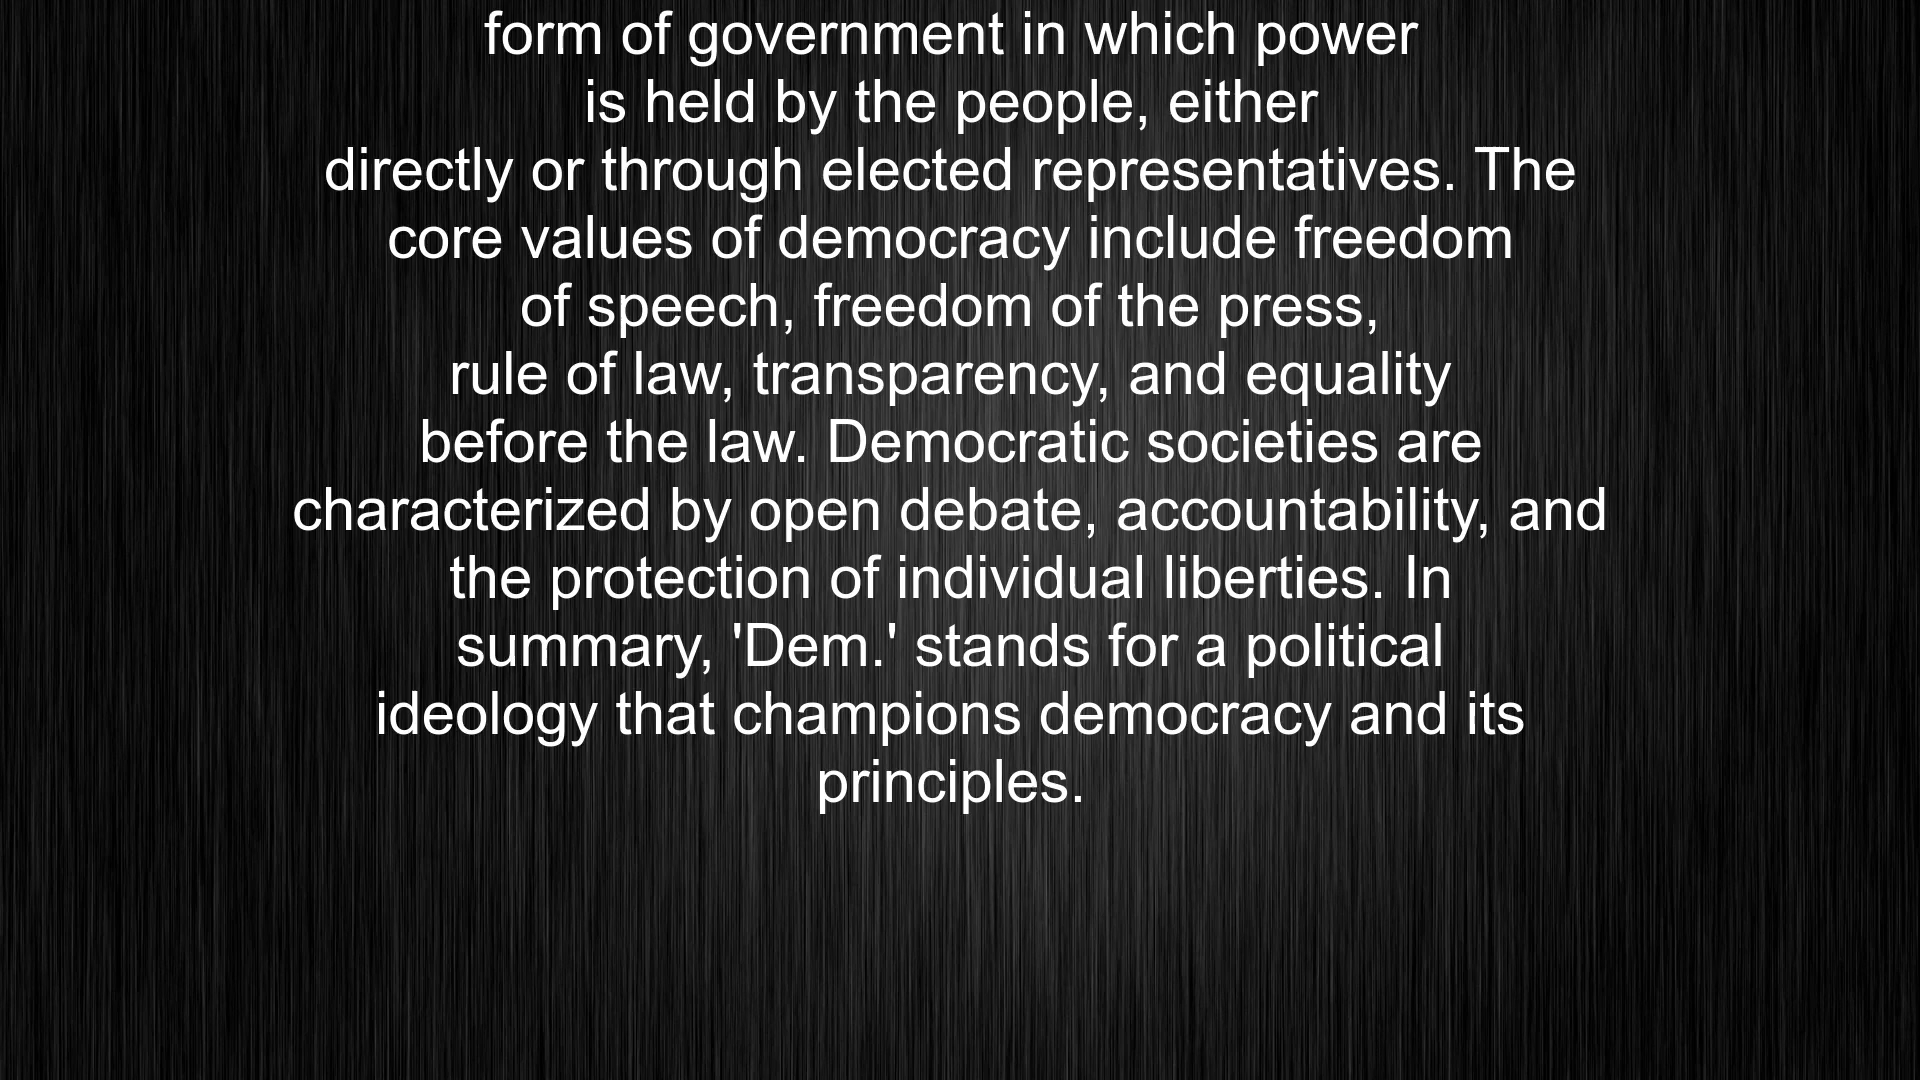 form of government in which power
is held by the people, either
directly or through elected representatives. The
core values of democracy include freedom
of speech, freedom of the press,
rule of law, transparency, and equality
before the law. Democratic societies are
characterized by open debate, accountability, and
the protection of individual liberties. In
summary, 'Dem.' stands for a political
ideology that champions democracy and its
principles.